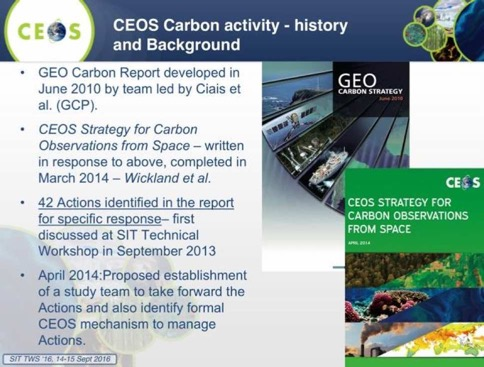 CEOS
CEOS Carbon activity - history
and Background
• GEO Carbon Report developed in
June 2010 by team led by Ciais et
al. (GCP).
• CEOS Strategy for Carbon
Observations from Space – written
in response to above, completed in
March 2014 – Wickland et al.
• 42 Actions identified in the report
for specific response– first
discussed at SIT Technical
Workshop in September 2013
• April 2014:Proposed establishment
of a study team to take forward the
Actions and also identify formal
CEOS mechanism to manage
Actions.
GEO
CARBON STRATEGY
June 2010
CEOS
CEOS STRATEGY FOR
CARBON OBSERVATIONS
FROM SPACE
APRIL 2014
SIT TWS '16, 14-15 Sept 2016